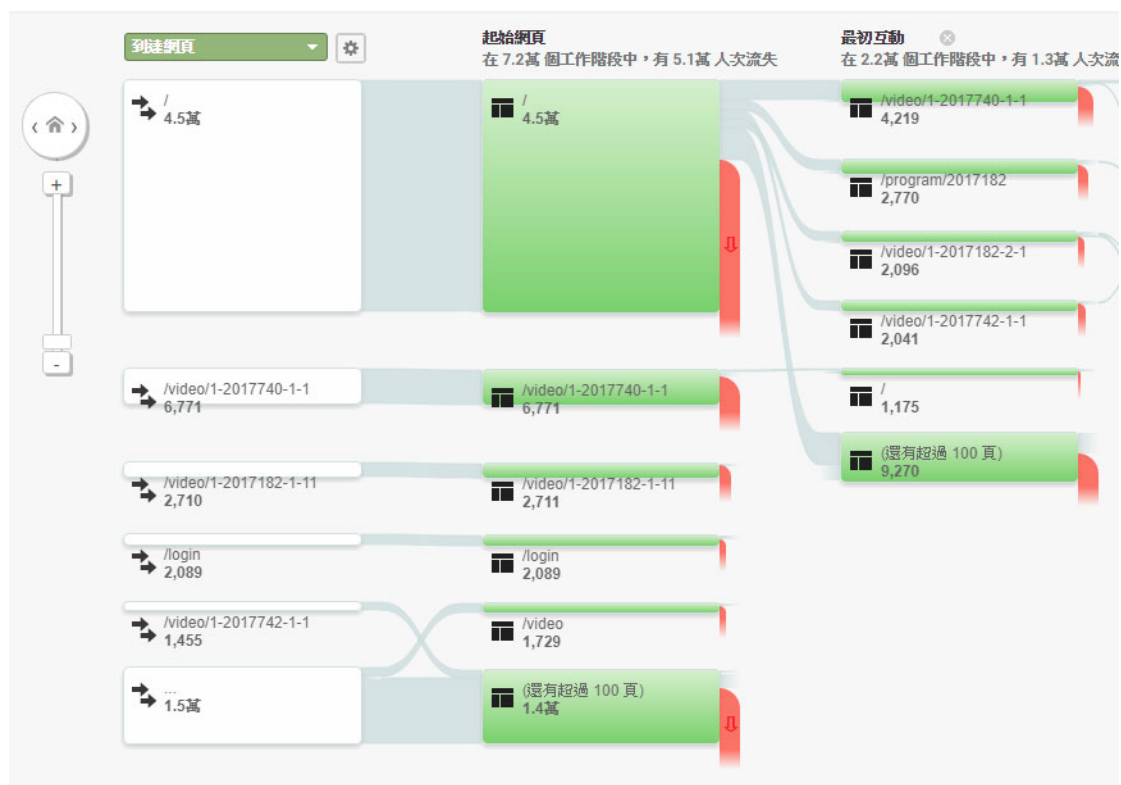 到達網頁
起始網頁
在 7.2萬 個工作階段中，有 5.1萬 人次流失
最初互動
在 2.2萬 個工作階段中，有 1.3萬 人次流
/
4.5萬
/video/1-2017740-1-1
6,771
/video/1-2017182-1-11
2,710
/login
2,089
/video/1-2017742-1-1
1,455
...
1.5萬
/
4.5萬
/video/1-2017740-1-1
6,771
/video/1-2017182-1-11
2,711
/login
2,089
/video
1,729
(還有超過 100 頁)
1.4萬
/video/1-2017740-1-1
4,219
/program/2017182
2,770
/video/1-2017182-2-1
2,096
/video/1-2017742-1-1
2,041
/
1,175
(還有超過 100 頁)
9,270